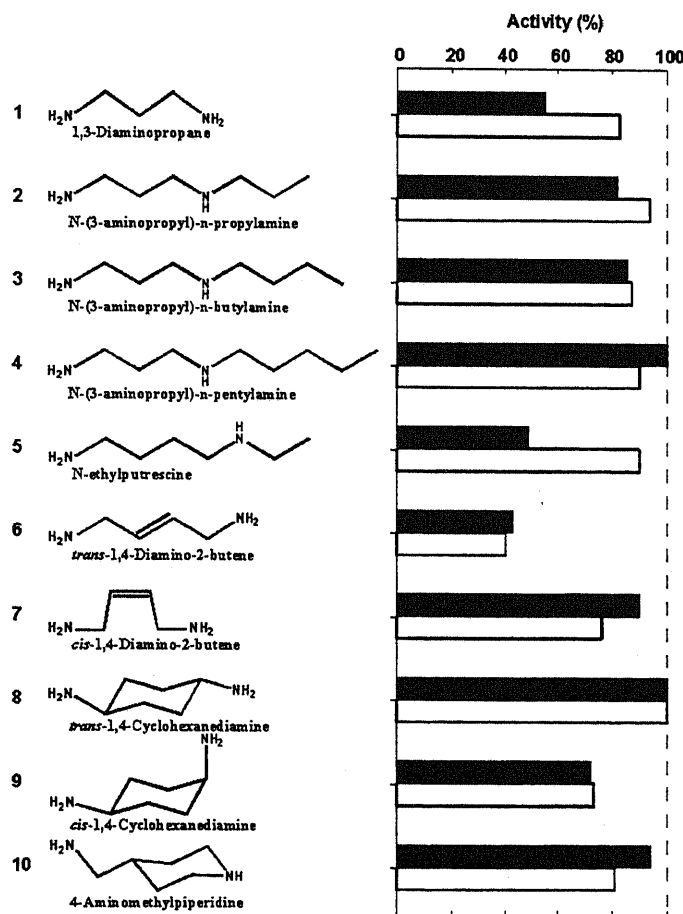 Activity (%)
0 20 40 60 80 100
1
H₂N NH₂
1,3-Diaminopropane
2
H₂N N H
N-(3-aminopropyl)-n-propylamine
3
H₂N N H
N-(3-aminopropyl)-n-butylamine
4
H₂N N H
N-(3-aminopropyl)-n-pentylamine
5
H₂N H N
N-ethylputrescine
6
H₂N NH₂
trans-1,4-Diamino-2-butene
7
H₂N NH₂
cis-1,4-Diamino-2-butene
8
H₂N NH₂
trans-1,4-Cyclohexanediamine
9
NH₂
H₂N
cis-1,4-Cyclohexanediamine
10
H₂N NH
4-Aminomethylpiperidine